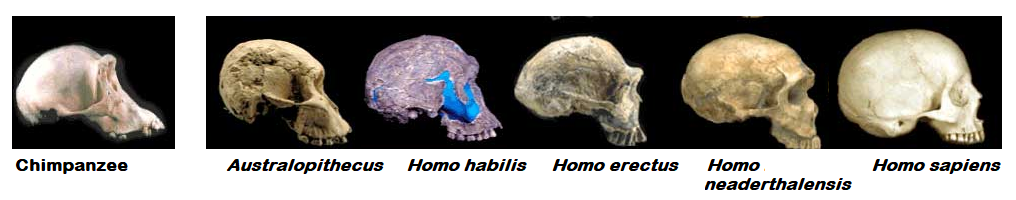 Chimpanzee
Australopithecus
Homo habilis
Homo erectus
Homo
neaderthalensis
Homo sapiens